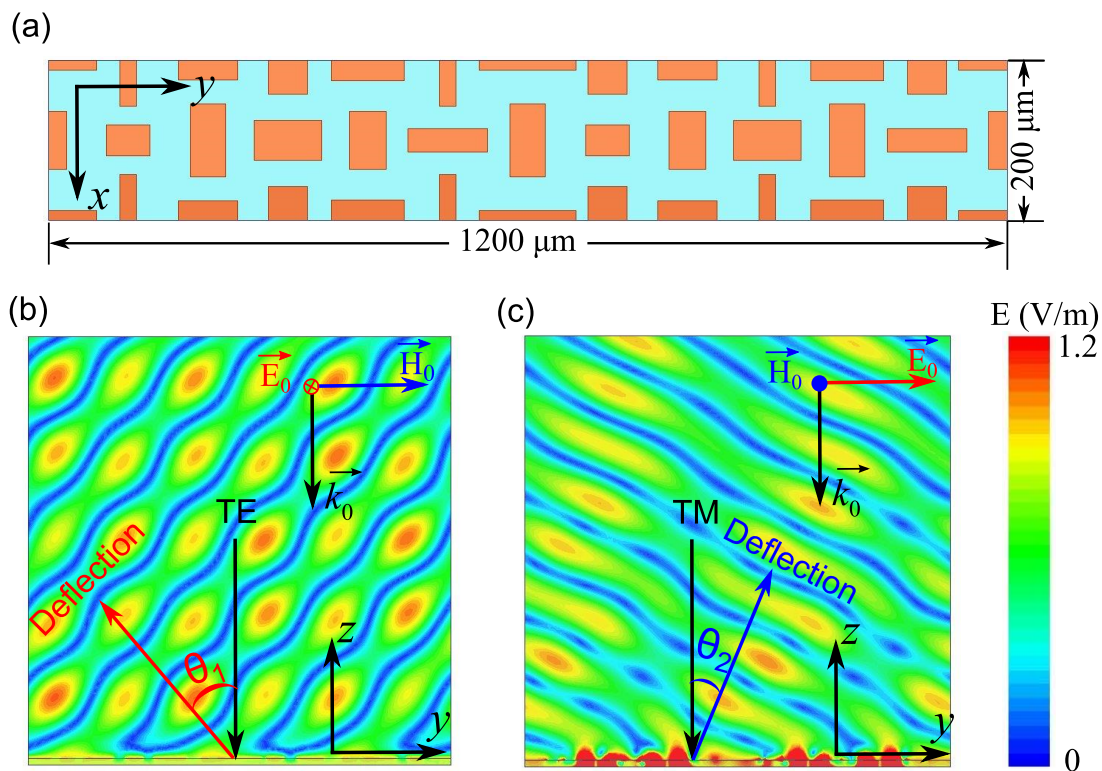 (a)
y
x
200 μm
1200 μm
(b)
E₀
H₀
k₀
TE
Deflection
θ₁
z
y
(c)
H₀
E₀
k₀
TM
Deflection
θ₂
z
y
E (V/m)
1.2
0